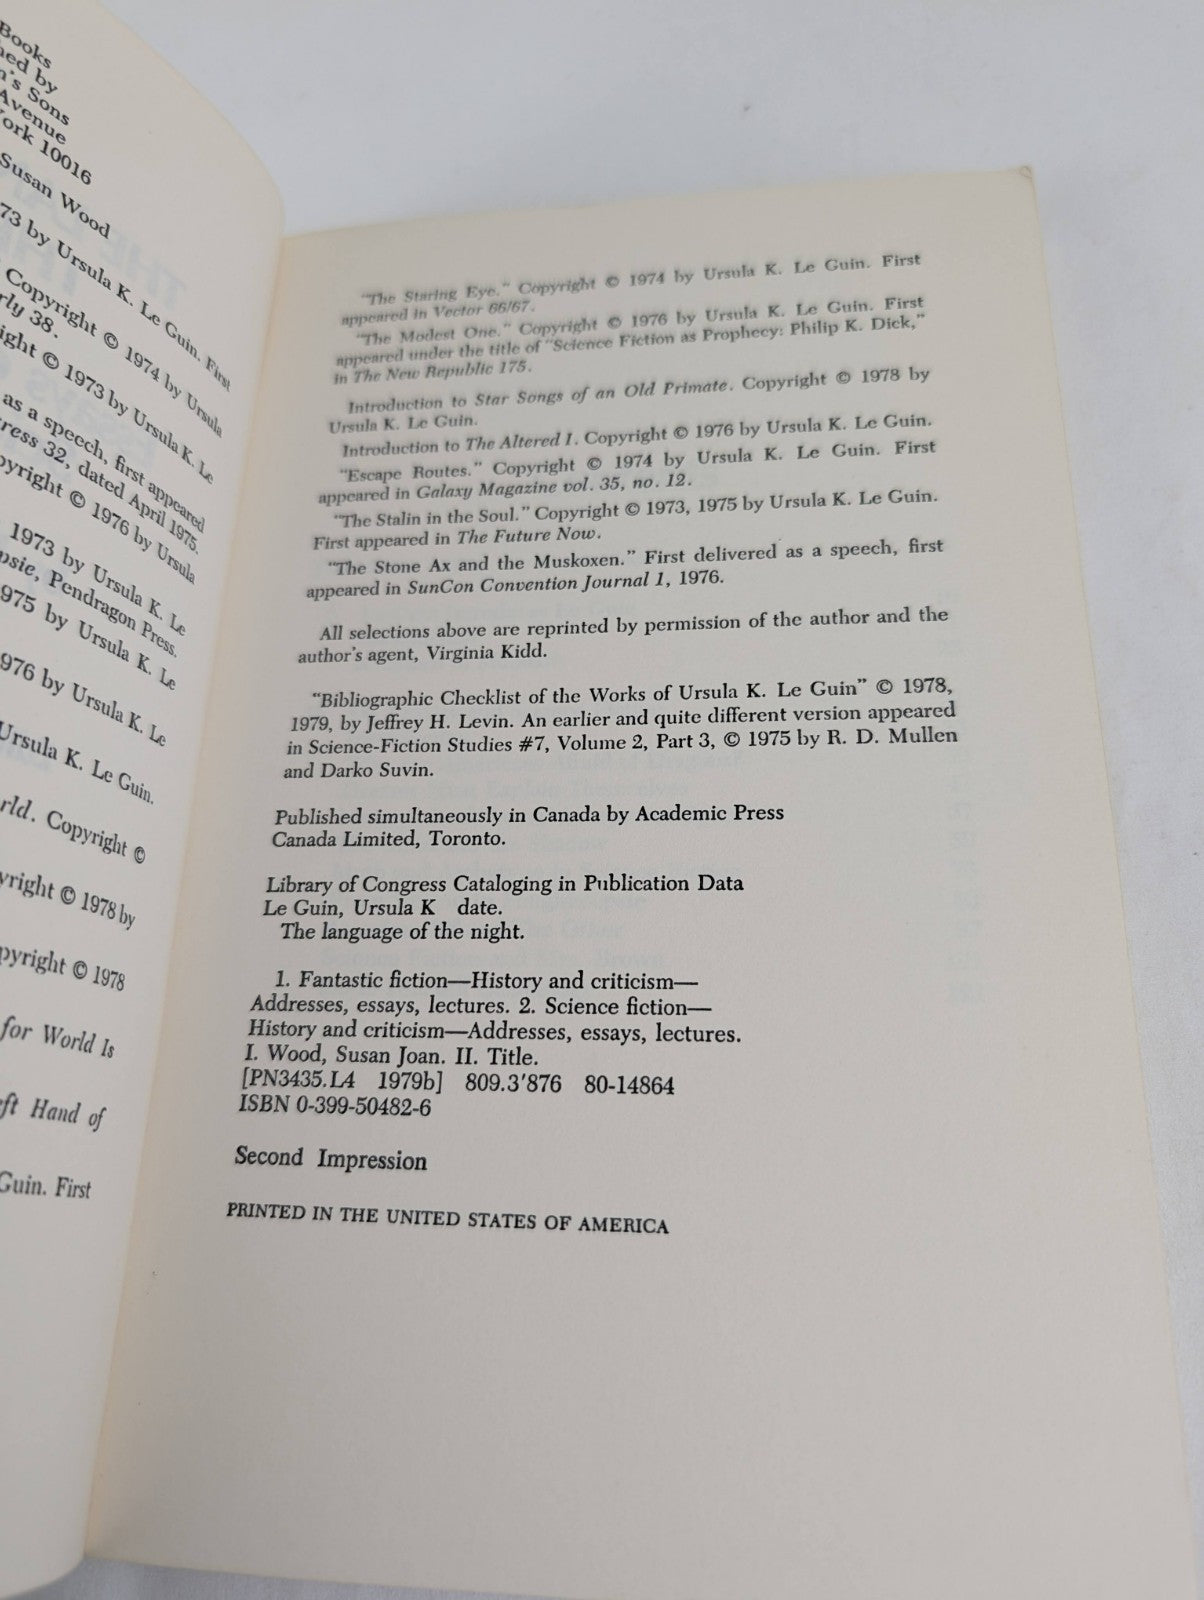 Books
ned by
n's Sons
Avenue
ork 10016
Susan Wood
73 by Ursula K. Le Guin. First
Copyright © 1974 by Ursula
rly 38.
ight © 1973 by Ursula K. Le
as a speech, first appeared
ress 32, dated April 1975.
pyright © 1976 by Ursula
1973 by Ursula K. Le
psie, Pendragon Press.
975 by Ursula K. Le
976 by Ursula K. Le
Ursula K. Le Guin.
rld. Copyright ©
yright © 1978 by
pyright © 1978
for World Is
eft Hand of
Guin. First
"The Staring Eye." Copyright © 1974 by Ursula K. Le Guin. First
appeared in Vector 66/67.
"The Modest One." Copyright © 1976 by Ursula K. Le Guin. First
appeared under the title of "Science Fiction as Prophecy: Philip K. Dick,"
in The New Republic 175.
Introduction to Star Songs of an Old Primate. Copyright © 1978 by
Ursula K. Le Guin.
Introduction to The Altered I. Copyright © 1976 by Ursula K. Le Guin.
"Escape Routes." Copyright © 1974 by Ursula K. Le Guin. First
appeared in Galaxy Magazine vol. 35, no. 12.
"The Stalin in the Soul." Copyright © 1973, 1975 by Ursula K. Le Guin.
First appeared in The Future Now.
"The Stone Ax and the Muskoxen." First delivered as a speech, first
appeared in SunCon Convention Journal 1, 1976.
All selections above are reprinted by permission of the author and the
author's agent, Virginia Kidd.
"Bibliographic Checklist of the Works of Ursula K. Le Guin" © 1978,
1979, by Jeffrey H. Levin. An earlier and quite different version appeared
in Science-Fiction Studies #7, Volume 2, Part 3, © 1975 by R. D. Mullen
and Darko Suvin.
Published simultaneously in Canada by Academic Press
Canada Limited, Toronto.
Library of Congress Cataloging in Publication Data
Le Guin, Ursula K date.
The language of the night.
1. Fantastic fiction—History and criticism—
Addresses, essays, lectures. 2. Science fiction—
History and criticism—Addresses, essays, lectures.
I. Wood, Susan Joan. II. Title.
[PN3435.L4 1979b] 809.3'876 80-14864
ISBN 0-399-50482-6
Second Impression
PRINTED IN THE UNITED STATES OF AMERICA